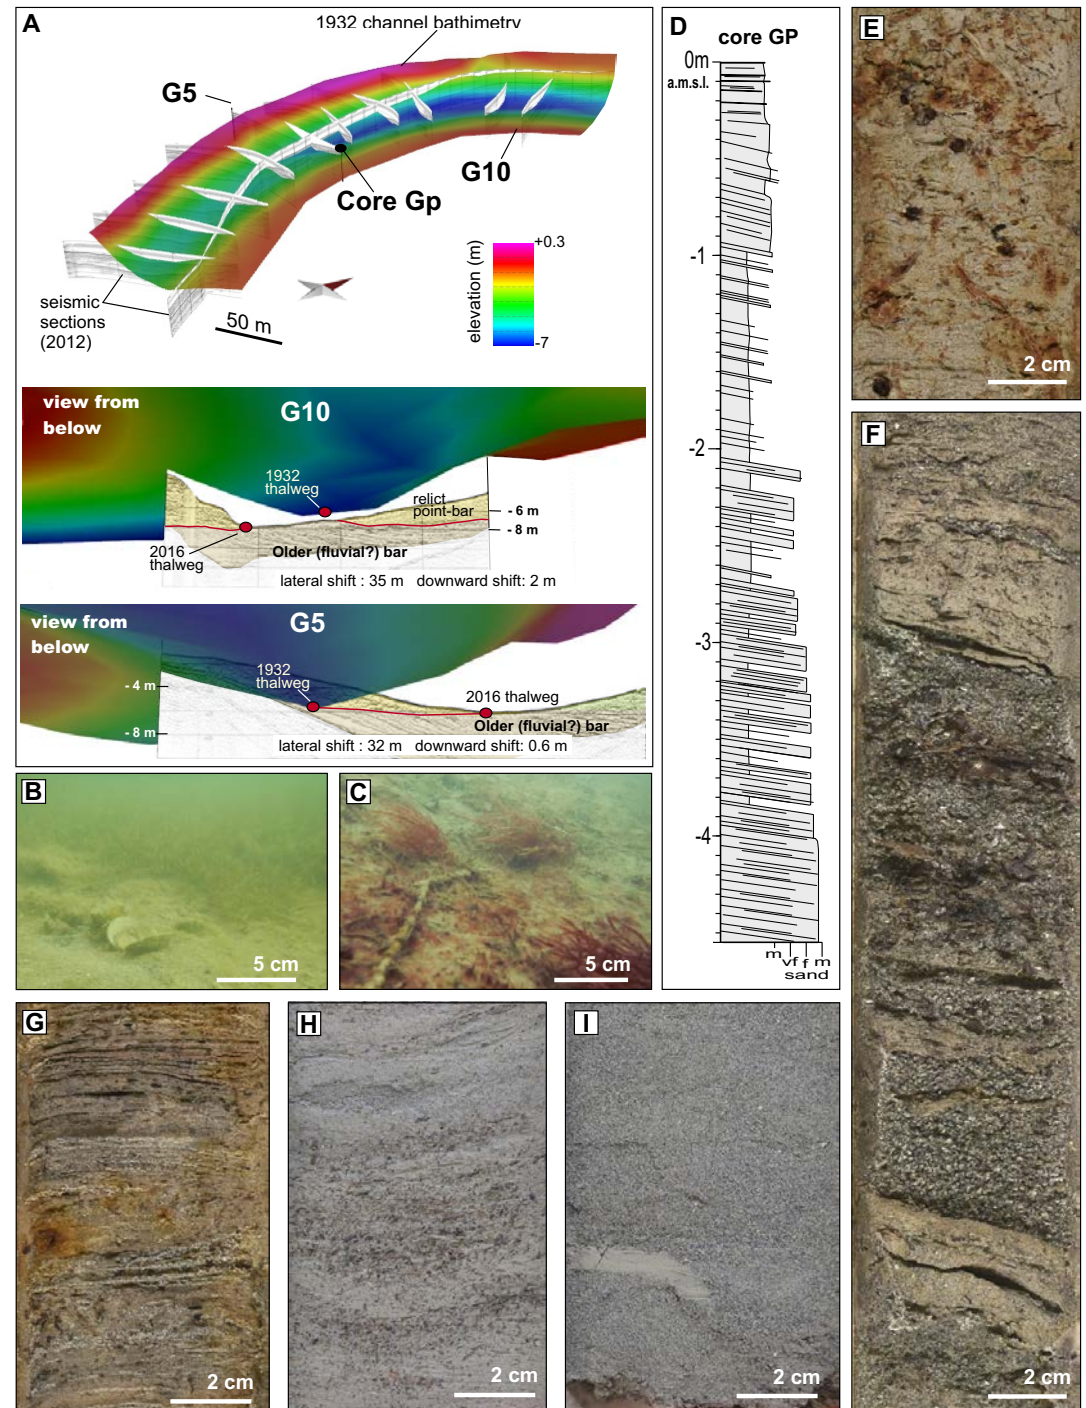 A
1932 channel bathimetry
G5
G10
Core Gp
elevation (m)
+0.3
-7
seismic
sections
(2012)
50 m
view from
below
G10
1932
thalweg
relict
point-bar
- 6 m
- 8 m
2016
thalweg
Older (fluvial?) bar
lateral shift : 35 m downward shift: 2 m
view from
below
G5
1932
thalweg
2016 thalweg
- 4 m
- 8 m
Older (fluvial?) bar
lateral shift : 32 m downward shift: 0.6 m
B
5 cm
C
5 cm
D
core GP
0m
a.m.s.l.
-1
-2
-3
-4
m vf f m
sand
E
2 cm
F
2 cm
G
2 cm
H
2 cm
I
2 cm